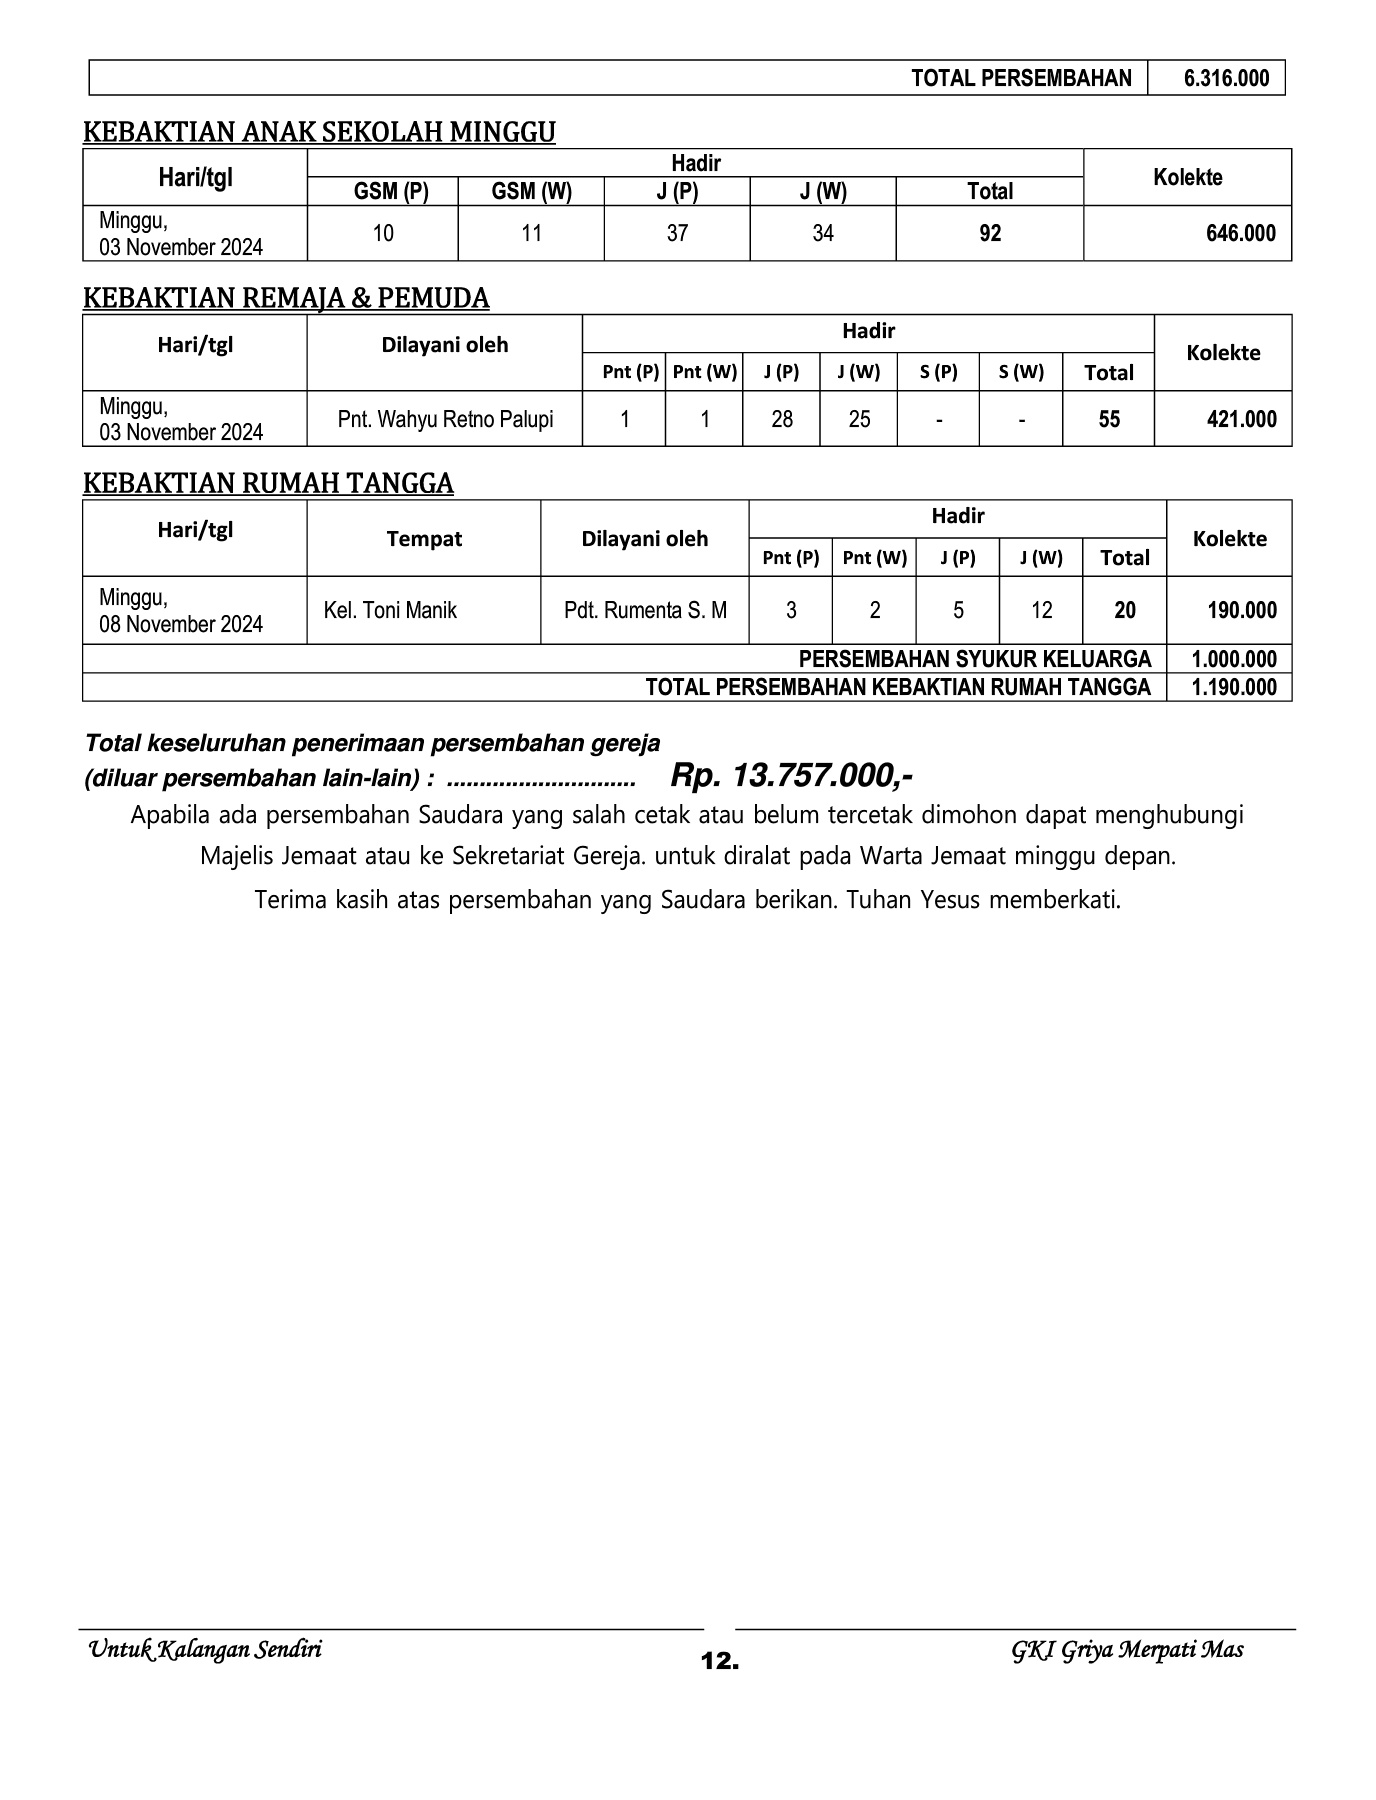 TOTAL PERSEMBAHAN 6.316.000
KEBAKTIAN ANAK SEKOLAH MINGGU
Hari/tgl Hadir Kolekte
GSM (P) GSM (W) J (P) J (W) Total
Minggu,
03 November 2024 10 11 37 34 92 646.000
KEBAKTIAN REMAJA & PEMUDA
Hari/tgl Dilayani oleh Hadir Kolekte
Pnt (P) Pnt (W) J (P) J (W) S (P) S (W) Total
Minggu,
03 November 2024 Pnt. Wahyu Retno Palupi 1 1 28 25 - - 55 421.000
KEBAKTIAN RUMAH TANGGA
Hari/tgl Tempat Dilayani oleh Hadir Kolekte
Pnt (P) Pnt (W) J (P) J (W) Total
Minggu,
08 November 2024 Kel. Toni Manik Pdt. Rumenta S. M 3 2 5 12 20 190.000
PERSEMBAHAN SYUKUR KELUARGA 1.000.000
TOTAL PERSEMBAHAN KEBAKTIAN RUMAH TANGGA 1.190.000
Total keseluruhan penerimaan persembahan gereja
(diluar persembahan lain-lain) : ............................. Rp. 13.757.000,-
Apabila ada persembahan Saudara yang salah cetak atau belum tercetak dimohon dapat menghubungi
Majelis Jemaat atau ke Sekretariat Gereja. untuk diralat pada Warta Jemaat minggu depan.
Terima kasih atas persembahan yang Saudara berikan. Tuhan Yesus memberkati.
Untuk Kalangan Sendiri 12. GKI Griya Merpati Mas